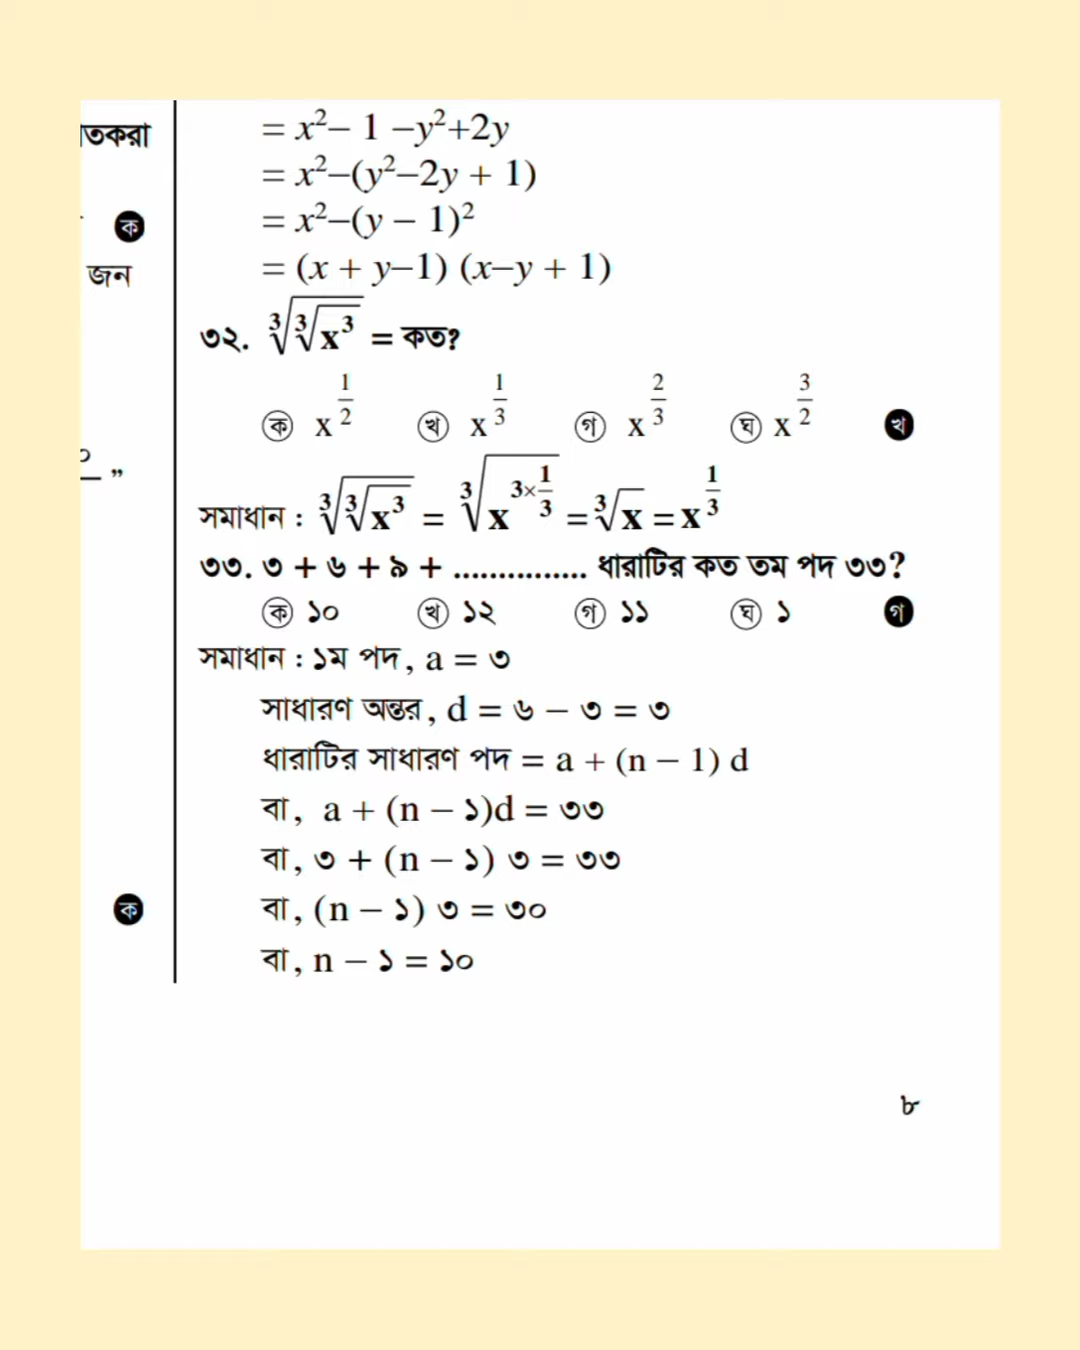 তকরা
ক
জন
”
ক
= x²– 1 –y²+2y
= x²–(y²–2y + 1)
= x²–(y – 1)²
= (x + y–1) (x–y + 1)
৩২. ∛∛x³ = কত?
ক x^(1/2) খ x^(1/3) গ x^(2/3) ঘ x^(3/2) খ
সমাধান : ∛∛x³ = ∛x^(3×1/3) = ∛x = x^(1/3)
৩৩. ৩ + ৬ + ৯ + ............... ধারাটির কত তম পদ ৩৩?
ক ১০ খ ১২ গ ১১ ঘ ১ গ
সমাধান : ১ম পদ, a = ৩
সাধারণ অন্তর, d = ৬ – ৩ = ৩
ধারাটির সাধারণ পদ = a + (n – 1) d
বা, a + (n – ১)d = ৩৩
বা, ৩ + (n – ১) ৩ = ৩৩
বা, (n – ১) ৩ = ৩০
বা, n – ১ = ১০
৮